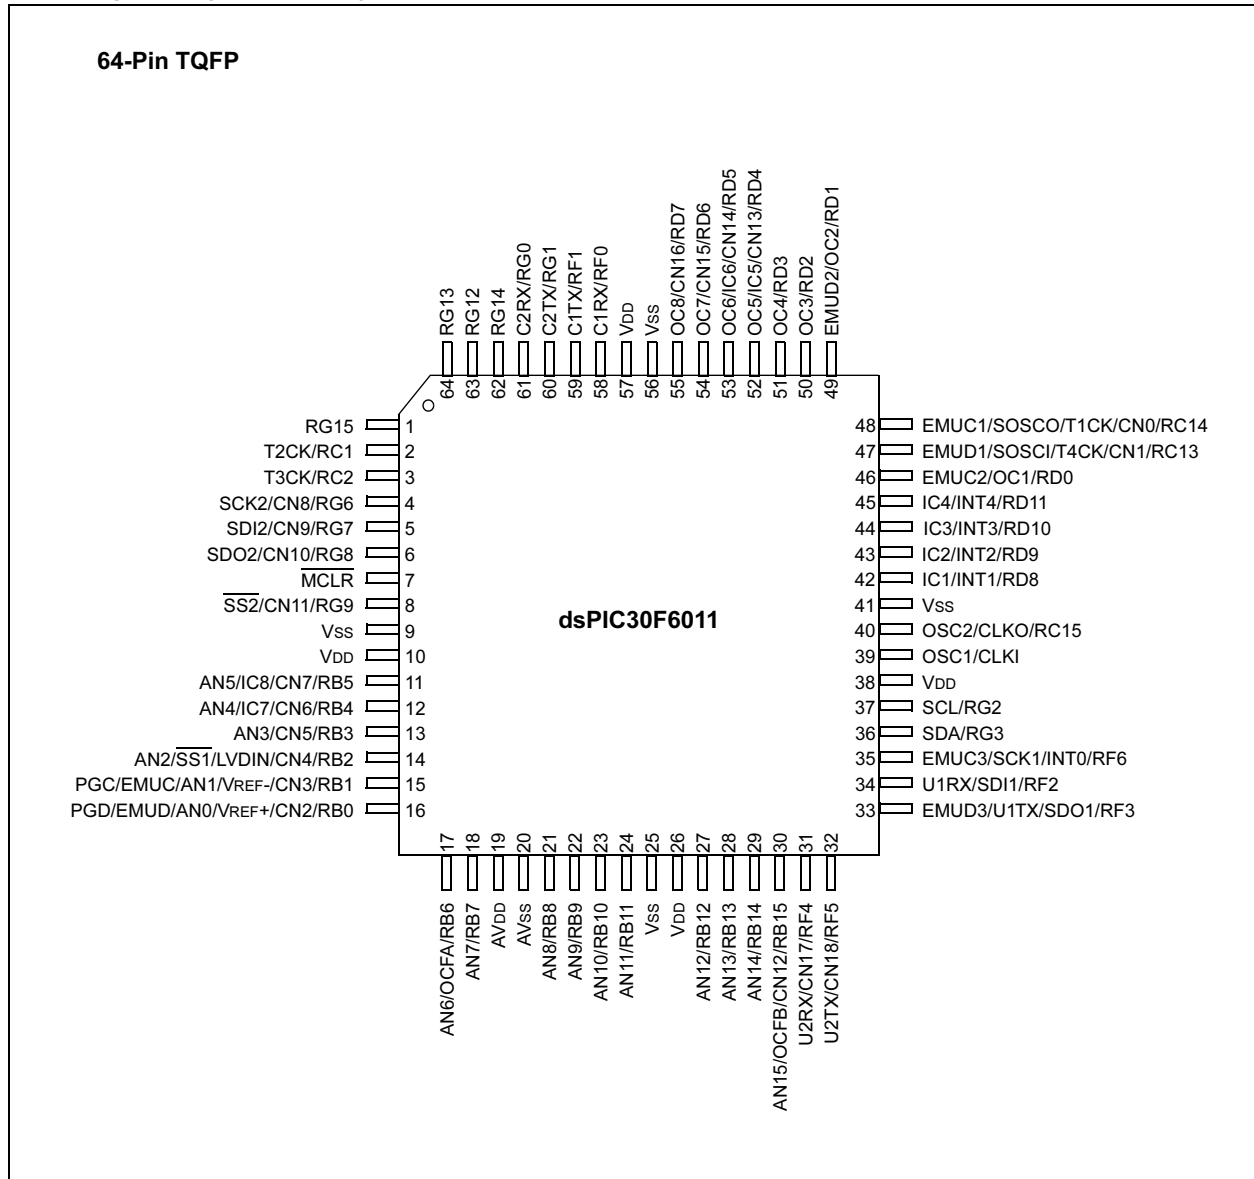 64-Pin TQFP
RG13
RG12
RG14
C2RX/RG0
C2TX/RG1
C1TX/RF1
C1RX/RF0
VDD
VSS
OC8/CN16/RD7
OC7/CN15/RD6
OC6/IC6/CN14/RD5
OC5/IC5/CN13/RD4
OC4/RD3
OC3/RD2
EMUD2/OC2/RD1
64 63 62 61 60 59 58 57 56 55 54 53 52 51 50 49
RG15 1
T2CK/RC1 2
T3CK/RC2 3
SCK2/CN8/RG6 4
SDI2/CN9/RG7 5
SDO2/CN10/RG8 6
MCLR 7
SS2/CN11/RG9 8
VSS 9
VDD 10
AN5/IC8/CN7/RB5 11
AN4/IC7/CN6/RB4 12
AN3/CN5/RB3 13
AN2/SS1/LVDIN/CN4/RB2 14
PGC/EMUC/AN1/VREF-/CN3/RB1 15
PGD/EMUD/AN0/VREF+/CN2/RB0 16
dsPIC30F6011
48 EMUC1/SOSCO/T1CK/CN0/RC14
47 EMUD1/SOSCI/T4CK/CN1/RC13
46 EMUC2/OC1/RD0
45 IC4/INT4/RD11
44 IC3/INT3/RD10
43 IC2/INT2/RD9
42 IC1/INT1/RD8
41 VSS
40 OSC2/CLKO/RC15
39 OSC1/CLKI
38 VDD
37 SCL/RG2
36 SDA/RG3
35 EMUC3/SCK1/INT0/RF6
34 U1RX/SDI1/RF2
33 EMUD3/U1TX/SDO1/RF3
17 18 19 20 21 22 23 24 25 26 27 28 29 30 31 32
AN6/OCFA/RB6
AN7/RB7
AVDD
AVSS
AN8/RB8
AN9/RB9
AN10/RB10
AN11/RB11
VSS
VDD
AN12/RB12
AN13/RB13
AN14/RB14
AN15/OCFB/CN12/RB15
U2RX/CN17/RF4
U2TX/CN18/RF5